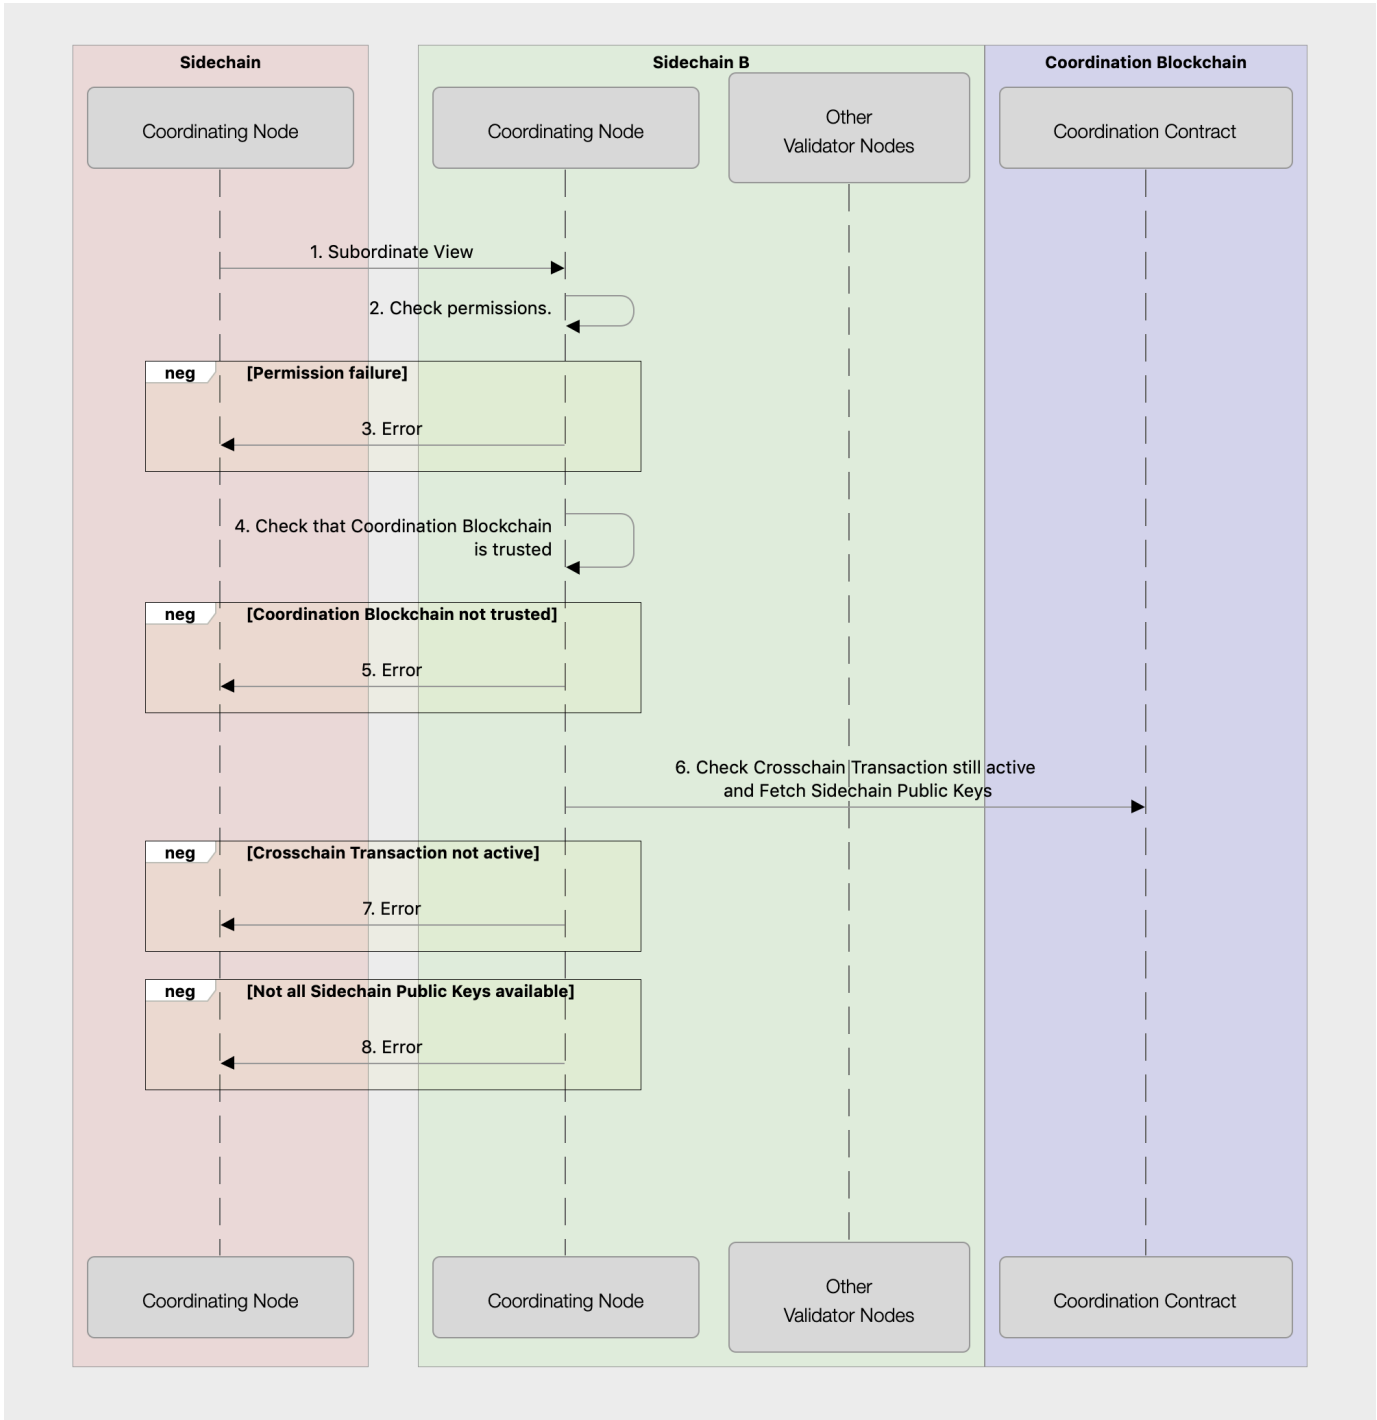 Sidechain
Sidechain B
Coordination Blockchain
Coordinating Node
Coordinating Node
Other
Validator Nodes
Coordination Contract
1. Subordinate View
2. Check permissions.
neg
[Permission failure]
3. Error
4. Check that Coordination Blockchain
is trusted
neg
[Coordination Blockchain not trusted]
5. Error
6. Check Crosschain Transaction still active
and Fetch Sidechain Public Keys
neg
[Crosschain Transaction not active]
7. Error
neg
[Not all Sidechain Public Keys available]
8. Error
Coordinating Node
Coordinating Node
Other
Validator Nodes
Coordination Contract